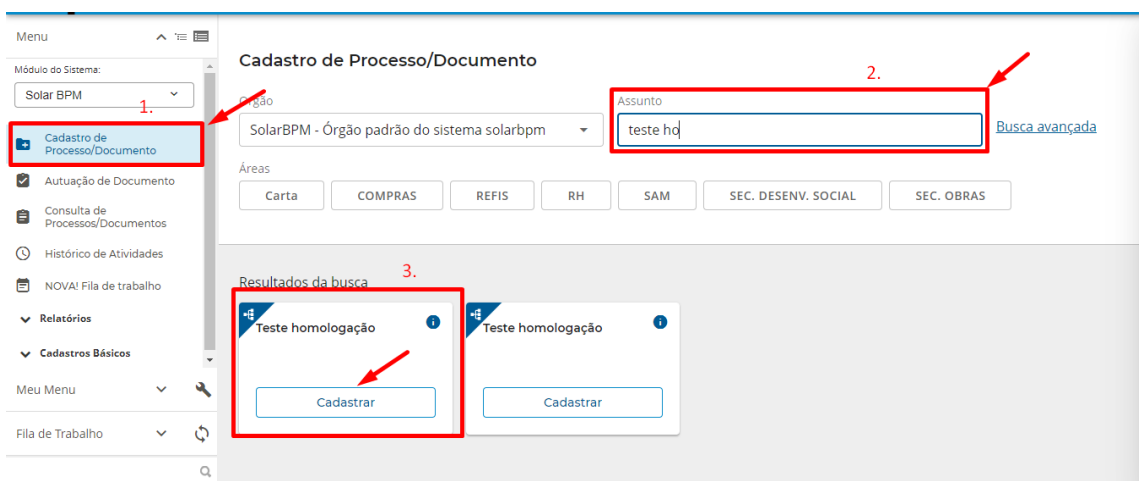 Menu
Módulo do Sistema:
Solar BPM
1.
Cadastro de
Processo/Documento
Autuação de Documento
Consulta de
Processos/Documentos
Histórico de Atividades
NOVA! Fila de trabalho
Relatórios
Cadastros Básicos
Meu Menu
Fila de Trabalho
Cadastro de Processo/Documento
2.
Órgão
SolarBPM - Órgão padrão do sistema solarbpm
Assunto
teste ho
Busca avançada
Áreas
Carta COMPRAS REFIS RH SAM SEC. DESENV. SOCIAL SEC. OBRAS
Resultados da busca
3.
Teste homologação
Cadastrar
Teste homologação
Cadastrar